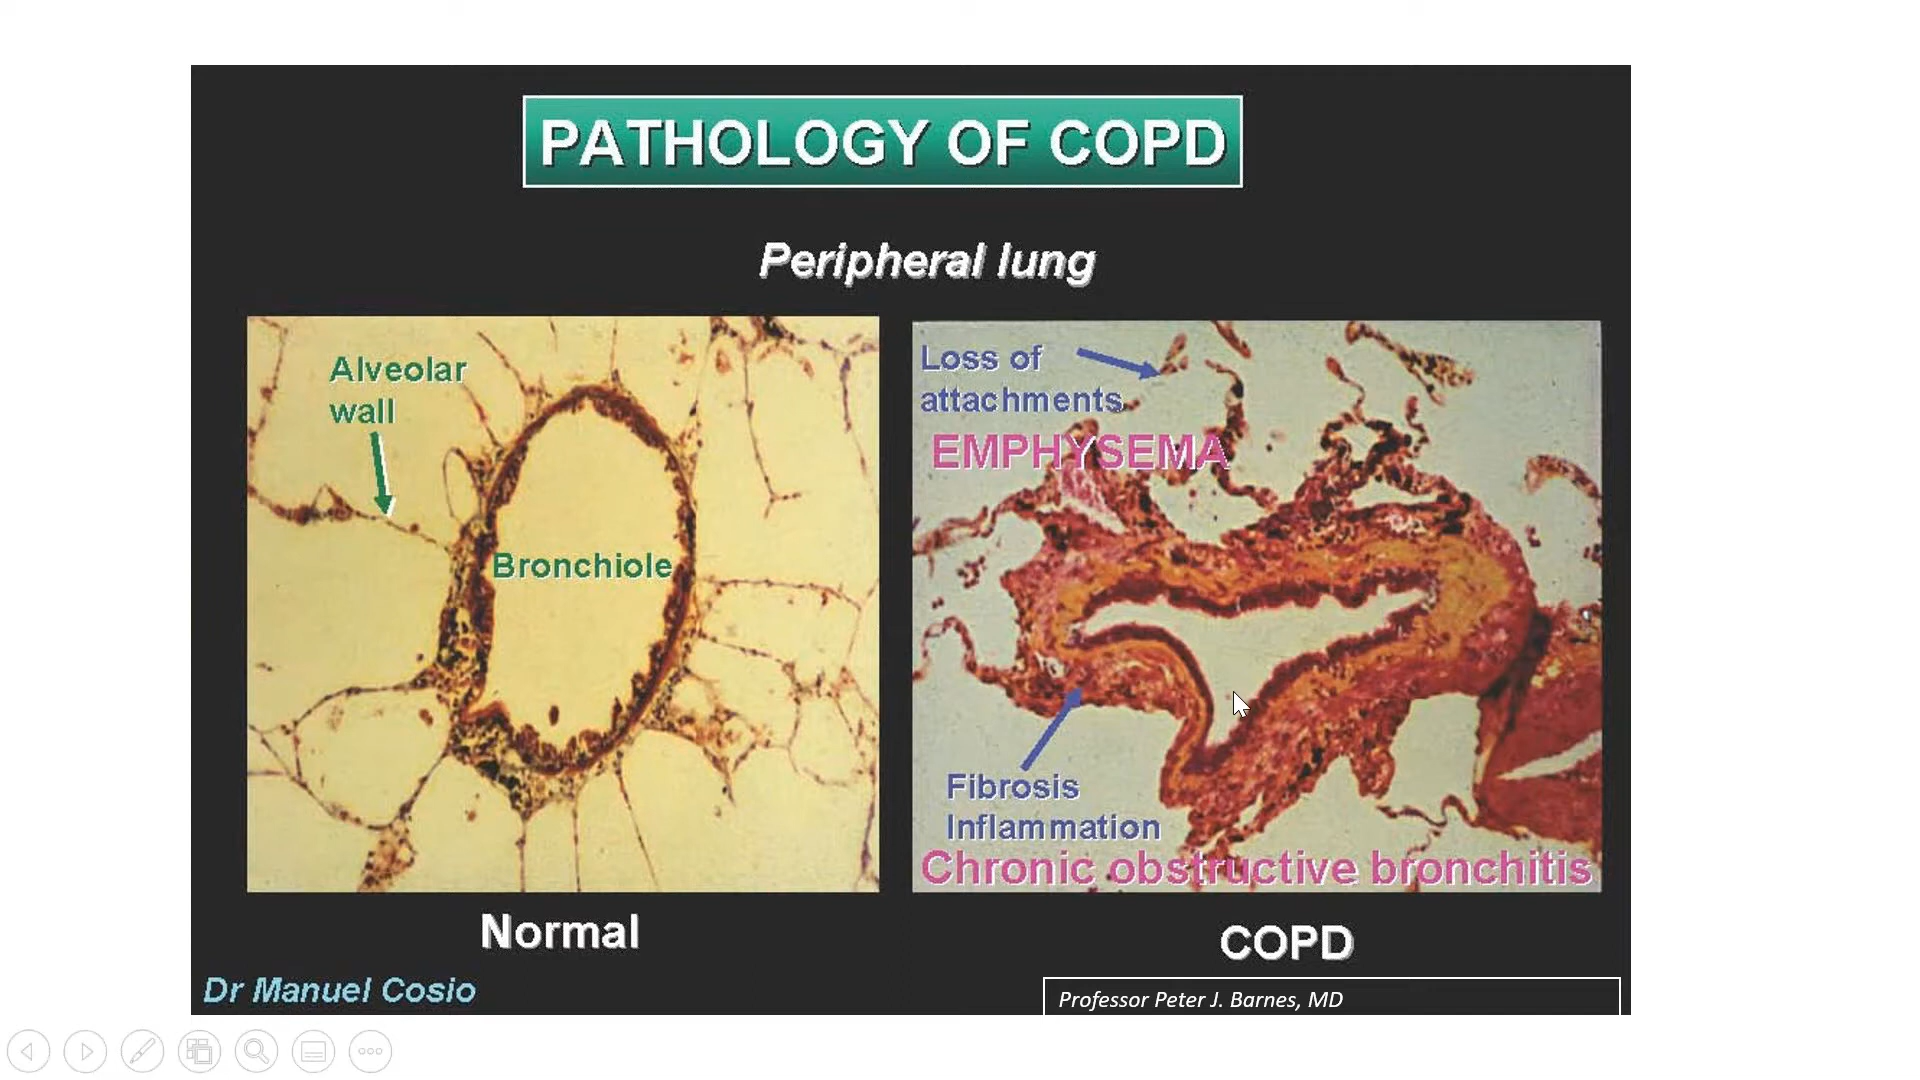 PATHOLOGY OF COPD
Peripheral lung
Alveolar
wall
Bronchiole
Normal
Loss of
attachments
EMPHYSEMA
Fibrosis
Inflammation
Chronic obstructive bronchitis
COPD
Dr Manuel Cosio
Professor Peter J. Barnes, MD